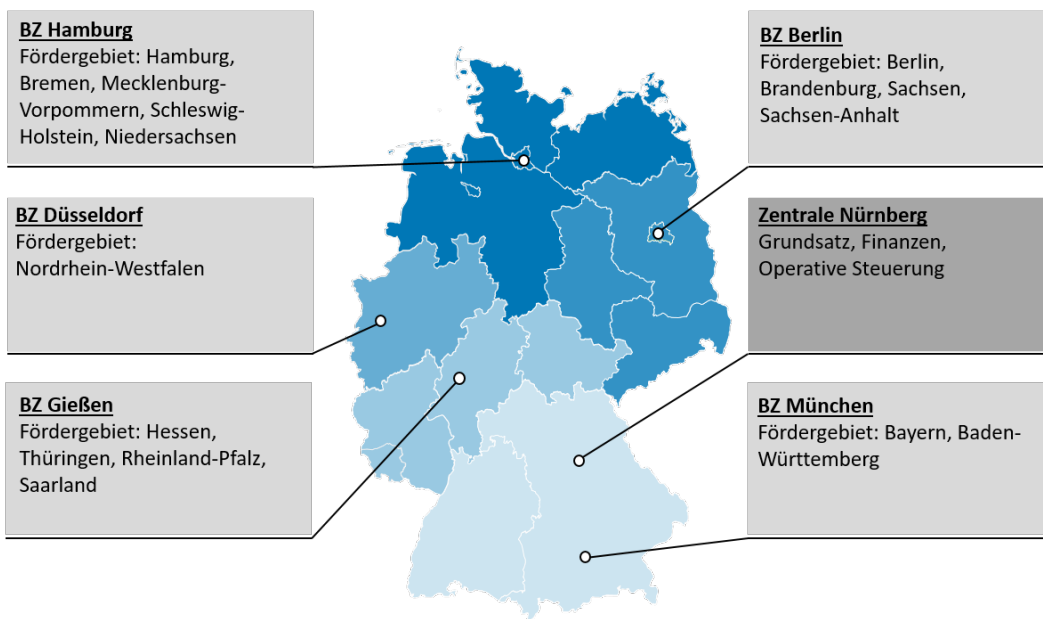 BZ Hamburg
Fördergebiet: Hamburg,
Bremen, Mecklenburg-
Vorpommern, Schleswig-
Holstein, Niedersachsen
BZ Berlin
Fördergebiet: Berlin,
Brandenburg, Sachsen,
Sachsen-Anhalt
BZ Düsseldorf
Fördergebiet:
Nordrhein-Westfalen
Zentrale Nürnberg
Grundsatz, Finanzen,
Operative Steuerung
BZ Gießen
Fördergebiet: Hessen,
Thüringen, Rheinland-Pfalz,
Saarland
BZ München
Fördergebiet: Bayern, Baden-
Württemberg